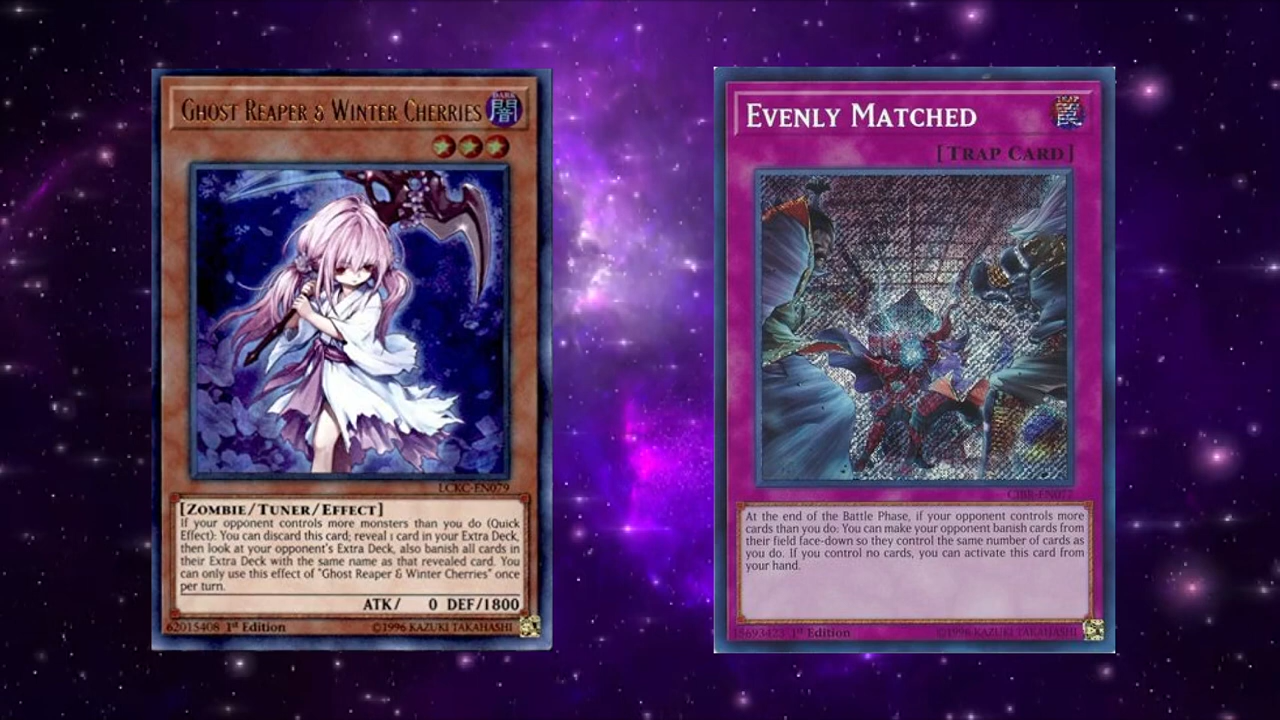 GHOST REAPER & WINTER CHERRIES
DARK
闇
LCKC-EN079
[ZOMBIE/TUNER/EFFECT]
If your opponent controls more monsters than you do (Quick
Effect): You can discard this card; reveal 1 card in your Extra Deck,
then look at your opponent's Extra Deck, also banish all cards in
their Extra Deck with the same name as that revealed card. You
can only use this effect of "Ghost Reaper & Winter Cherries" once
per turn.
ATK/ 0 DEF/1800
62015408 1st Edition ©1996 KAZUKI TAKAHASHI
EVENLY MATCHED
TRAP
罠
[TRAP CARD]
CIBR-EN077
At the end of the Battle Phase, if your opponent controls more
cards than you do: You can make your opponent banish cards from
their field face-down so they control the same number of cards as
you do. If you control no cards, you can activate this card from
your hand.
15693423 1st Edition ©1996 KAZUKI TAKAHASHI